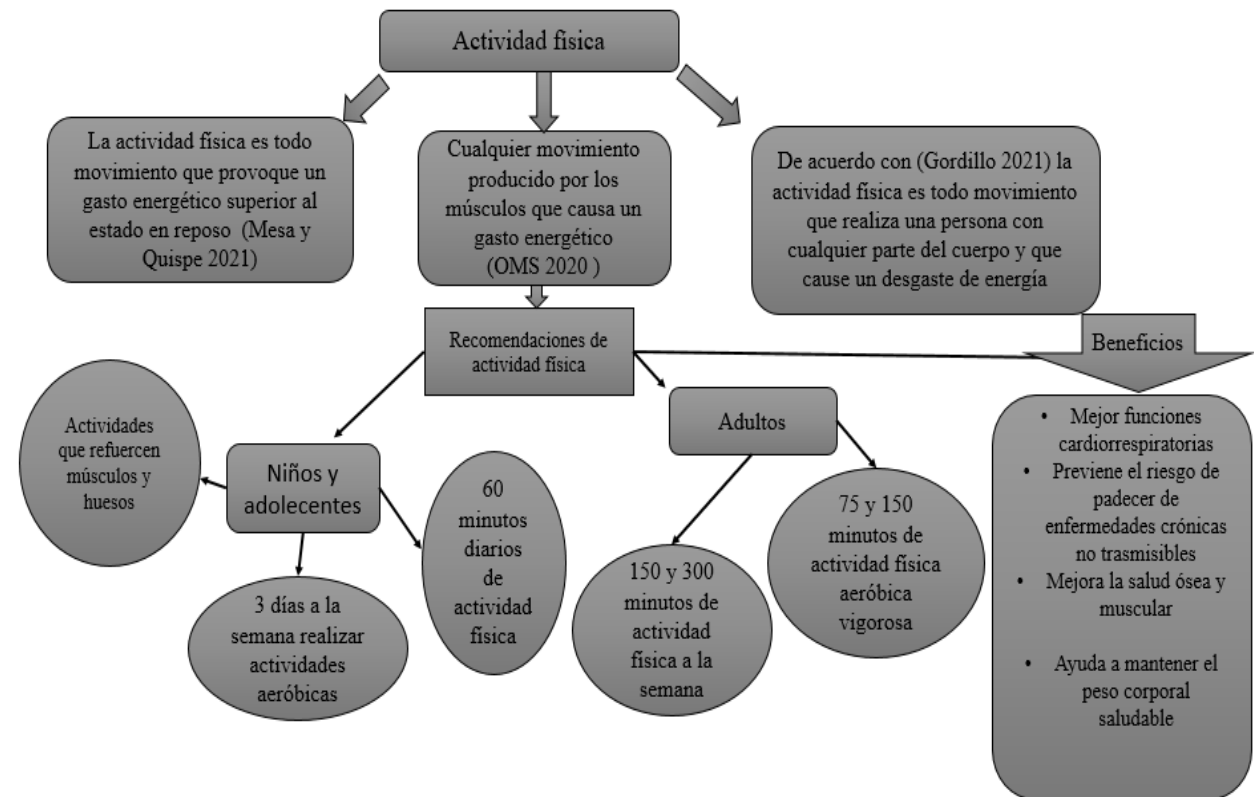 Actividad física
La actividad física es todo
movimiento que provoque un
gasto energético superior al
estado en reposo (Mesa y
Quispe 2021)
Cualquier movimiento
producido por los
músculos que causa un
gasto energético
(OMS 2020 )
De acuerdo con (Gordillo 2021) la
actividad física es todo movimiento
que realiza una persona con
cualquier parte del cuerpo y que
cause un desgaste de energía
Recomendaciones de
actividad física
Beneficios
Actividades
que refuercen
músculos y
huesos
Niños y
adolecentes
60
minutos
diarios
de
actividad
física
3 días a la
semana realizar
actividades
aeróbicas
Adultos
150 y 300
minutos de
actividad
física a la
semana
75 y 150
minutos de
actividad física
aeróbica
vigorosa
• Mejor funciones
cardiorrespiratorias
• Previene el riesgo de
padecer de
enfermedades crónicas
no trasmisibles
• Mejora la salud ósea y
muscular
• Ayuda a mantener el
peso corporal
saludable